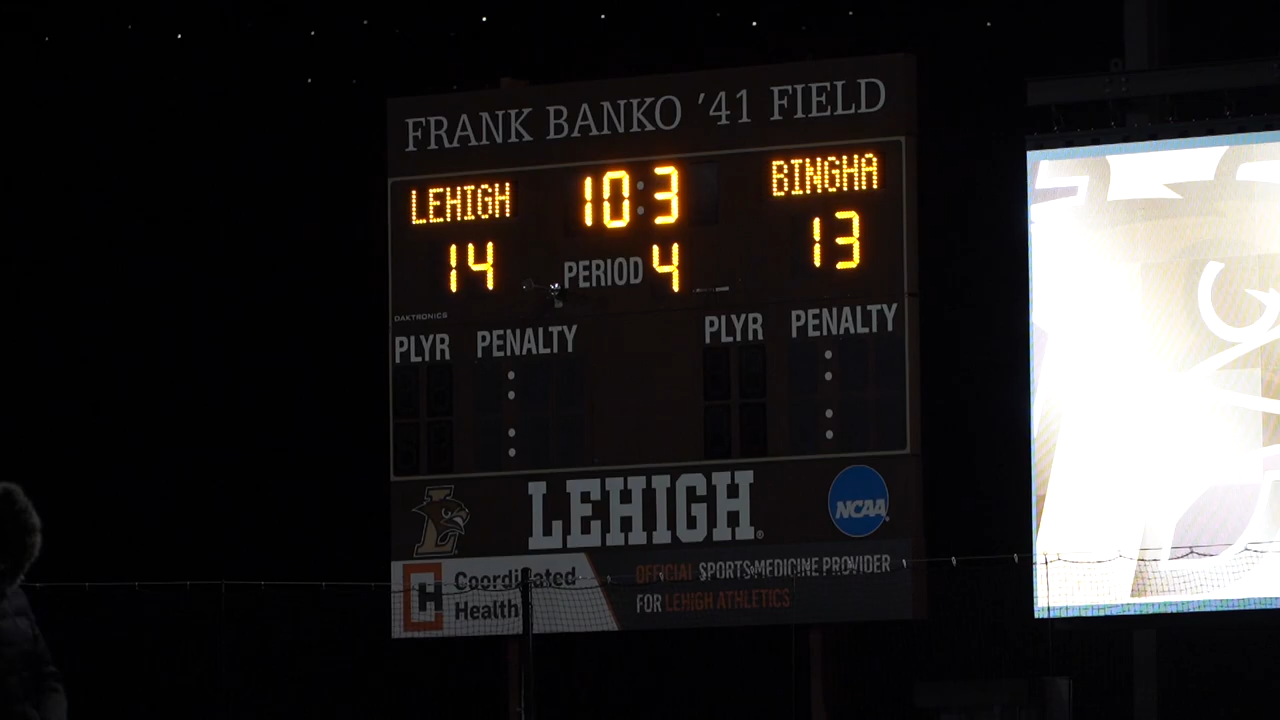 FRANK BANKO '41 FIELD
LEHIGH 10:3 BINGHA
14 PERIOD 4 13
DAKTRONICS
PLYR PENALTY PLYR PENALTY
LEHIGH® NCAA
Coordinated Health
OFFICIAL SPORTS MEDICINE PROVIDER
FOR LEHIGH ATHLETICS